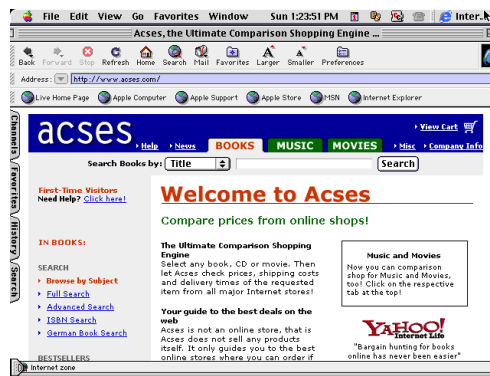 File Edit View Go Favorites Window Sun 1:23:51 PM Inter.
Acses, the Ultimate Comparison Shopping Engine ...
Back Forward Stop Refresh Home Search Mail Favorites Larger Smaller Preferences
Address: http://www.acses.com/
Live Home Page Apple Computer Apple Support Apple Store MSN Internet Explorer
Channels
Favorites
History
Search
acses
Help News BOOKS MUSIC MOVIES Misc Company Info
View Cart
Search Books by: Title Search
First-Time Visitors
Need Help? Click here!
IN BOOKS:
SEARCH
Browse by Subject
Full Search
Advanced Search
ISBN Search
German Book Search
BESTSELLERS
Welcome to Acses
Compare prices from online shops!
The Ultimate Comparison Shopping
Engine
Select any book, CD or movie. Then
let Acses check prices, shipping costs
and delivery times of the requested
item from all major Internet stores!
Your guide to the best deals on the
web
Acses is not an online store, that is
Acses does not sell any products
itself. It only guides you to the best
online stores where you can order if
Music and Movies
Now you can comparison
shop for Music and Movies,
too! Click on the respective
tab at the top!
YAHOO!
Internet Life
"Bargain hunting for books
online has never been easier"
Internet zone